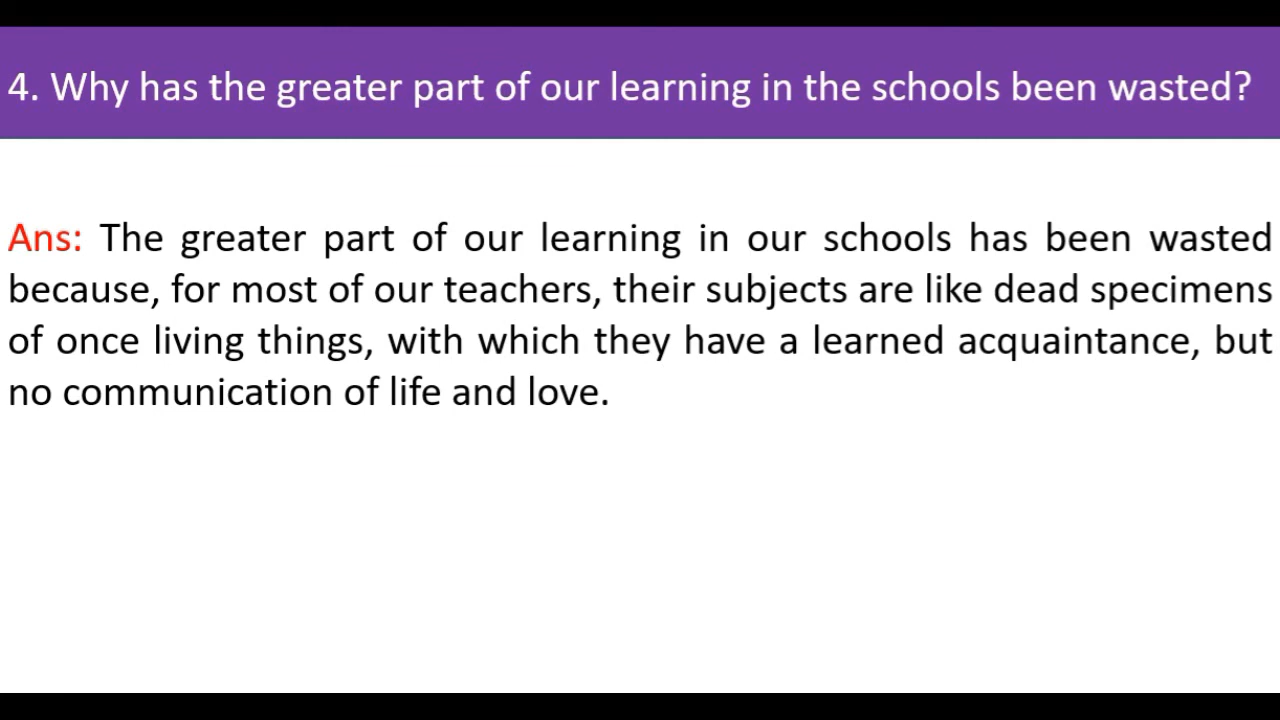 4. Why has the greater part of our learning in the schools been wasted?
Ans: The greater part of our learning in our schools has been wasted
because, for most of our teachers, their subjects are like dead specimens
of once living things, with which they have a learned acquaintance, but
no communication of life and love.